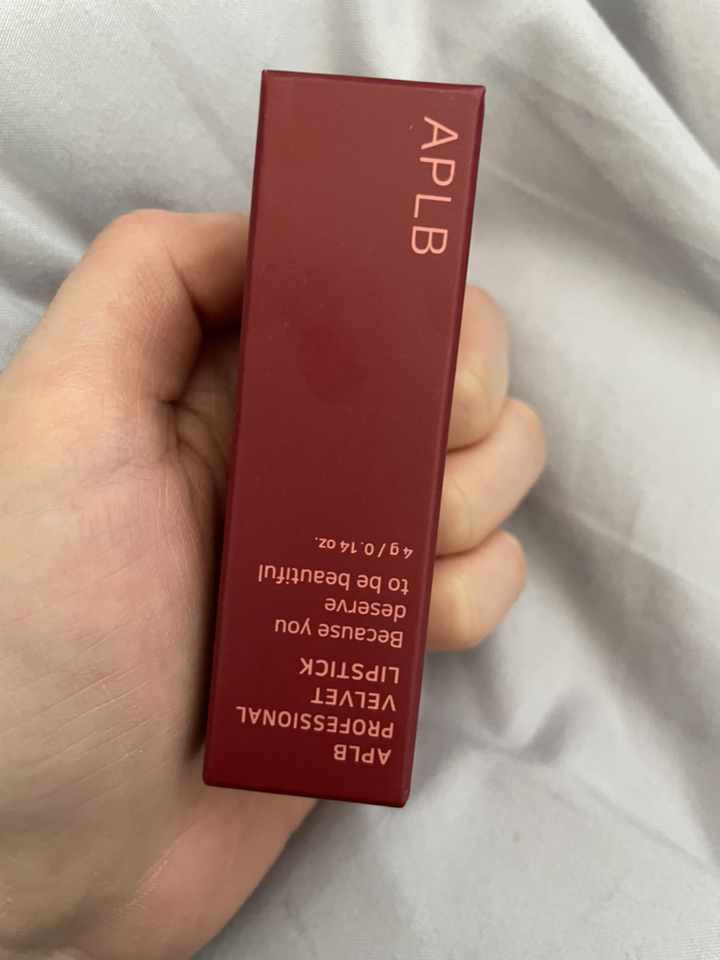 APLB
PROFESSIONAL
VELVET
LIPSTICK
Because you
deserve
to be beautiful
4 g / 0.14 oz.
APLB